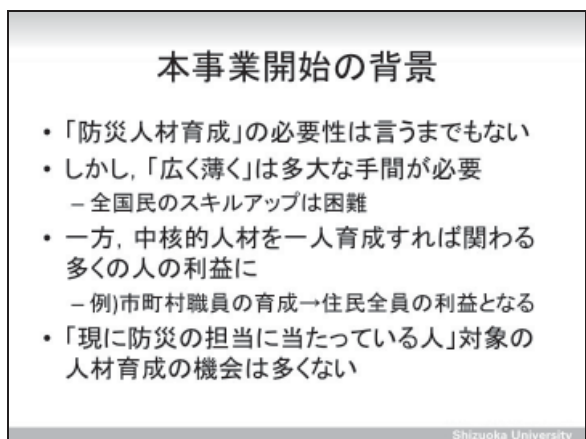 本事業開始の背景
• 「防災人材育成」の必要性は言うまでもない
• しかし，「広く薄く」は多大な手間が必要
– 全国民のスキルアップは困難
• 一方，中核的人材を一人育成すれば関わる
多くの人の利益に
– 例)市町村職員の育成→住民全員の利益となる
• 「現に防災の担当に当たっている人」対象の
人材育成の機会は多くない
Shizuoka University